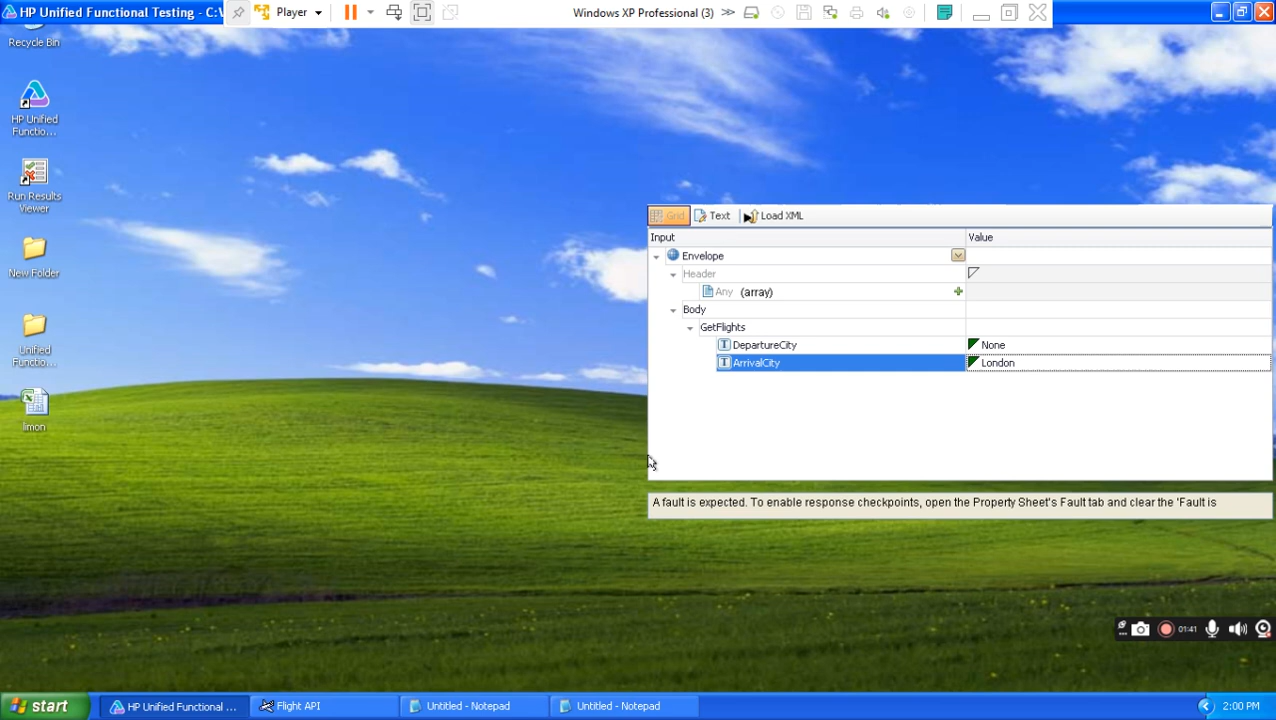 HP Unified Functional Testing - C:\
Player
Windows XP Professional (3)
Recycle Bin
HP Unified
Functio...
Run Results
Viewer
New Folder
Unified
Functio...
limon
Grid
Text
Load XML
Input
Value
Envelope
Header
Any (array)
Body
GetFlights
DepartureCity
None
ArrivalCity
London
A fault is expected. To enable response checkpoints, open the Property Sheet's Fault tab and clear the 'Fault is
01:41
start
HP Unified Functional ...
Flight API
Untitled - Notepad
Untitled - Notepad
2:00 PM